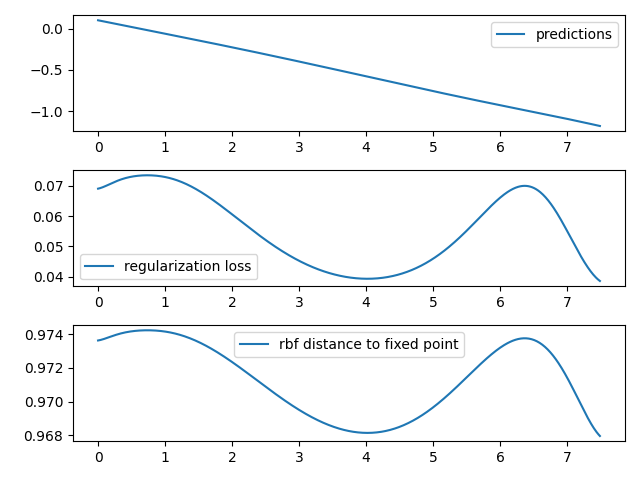 0.0
−0.5
−1.0
predictions
0 1 2 3 4 5 6 7
0.07
0.06
0.05
0.04
regularization loss
0 1 2 3 4 5 6 7
0.974
0.972
0.970
0.968
rbf distance to fixed point
0 1 2 3 4 5 6 7